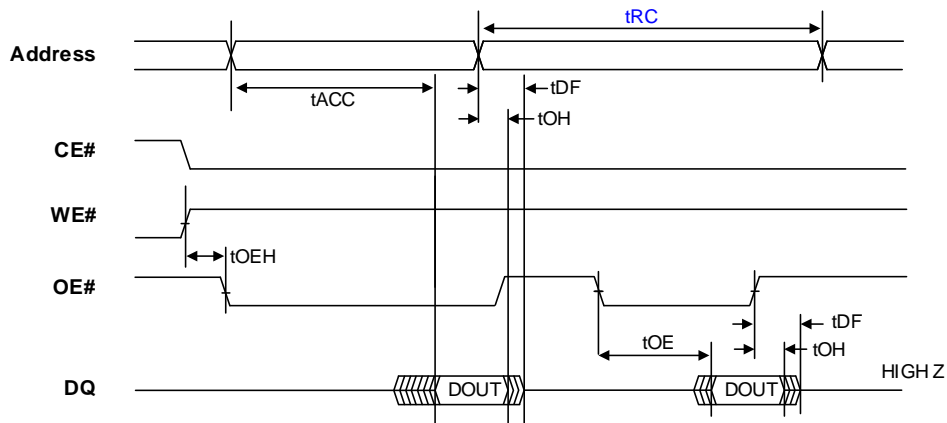 tRC
Address
tDF
tACC
tOH
CE#
WE#
tOEH
OE#
tDF
tOE
tOH
HIGH Z
DQ
DOUT
DOUT